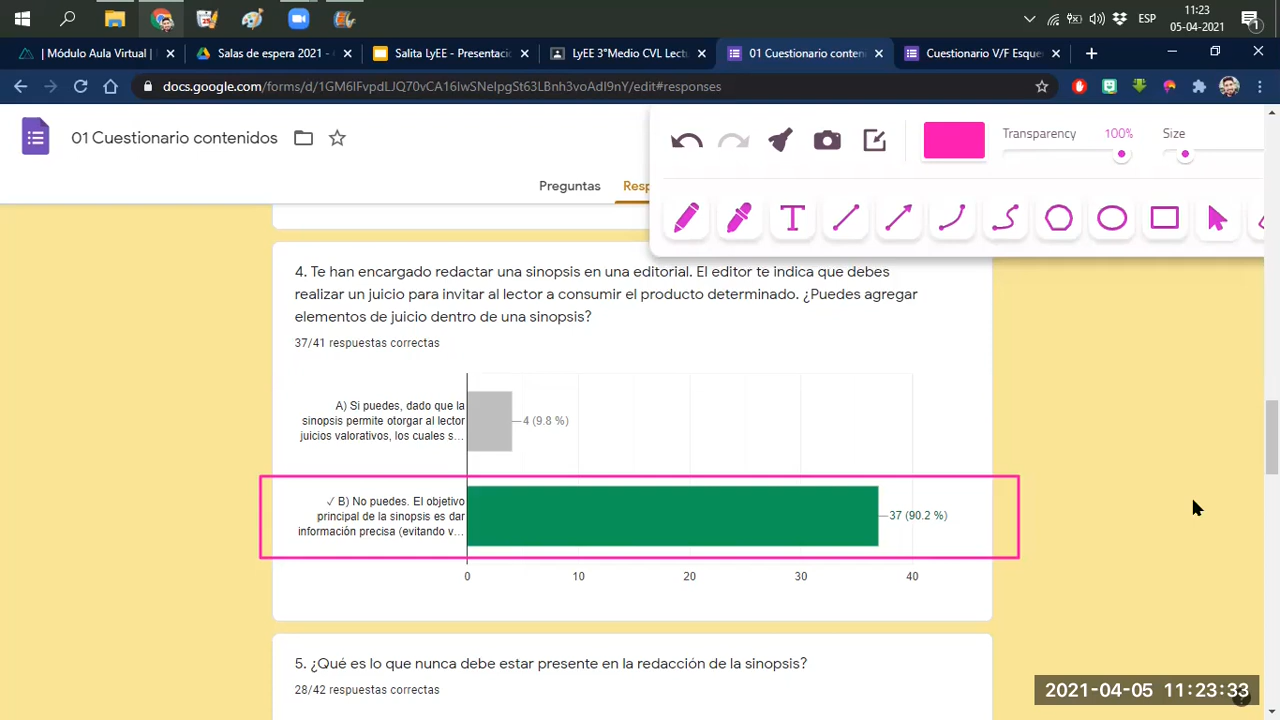 11:23
ESP
05-04-2021
Módulo Aula Virtual |
Salas de espera 2021 -
Salita LyEE - Presentacio
LyEE 3°Medio CVL Lectu
01 Cuestionario conten
Cuestionario V/F Esque
docs.google.com/forms/d/1GM6IFvpdLJQZ0vCA16IwSNeIpgSt63LBnh3voAdI9nY/edit#responses
01 Cuestionario contenidos
Transparency 100% Size
Preguntas Resp
4. Te han encargado redactar una sinopsis en una editorial. El editor te indica que debes
realizar un juicio para invitar al lector a consumir el producto determinado. ¿Puedes agregar
elementos de juicio dentro de una sinopsis?
37/41 respuestas correctas
A) Si puedes, dado que la
sinopsis permite otorgar al lector
juicios valorativos, los cuales s...
4 (9.8 %)
✓ B) No puedes. El objetivo
principal de la sinopsis es dar
información precisa (evitando v...
37 (90.2 %)
0 10 20 30 40
5. ¿Qué es lo que nunca debe estar presente en la redacción de la sinopsis?
28/42 respuestas correctas
2021-04-05 11:23:33